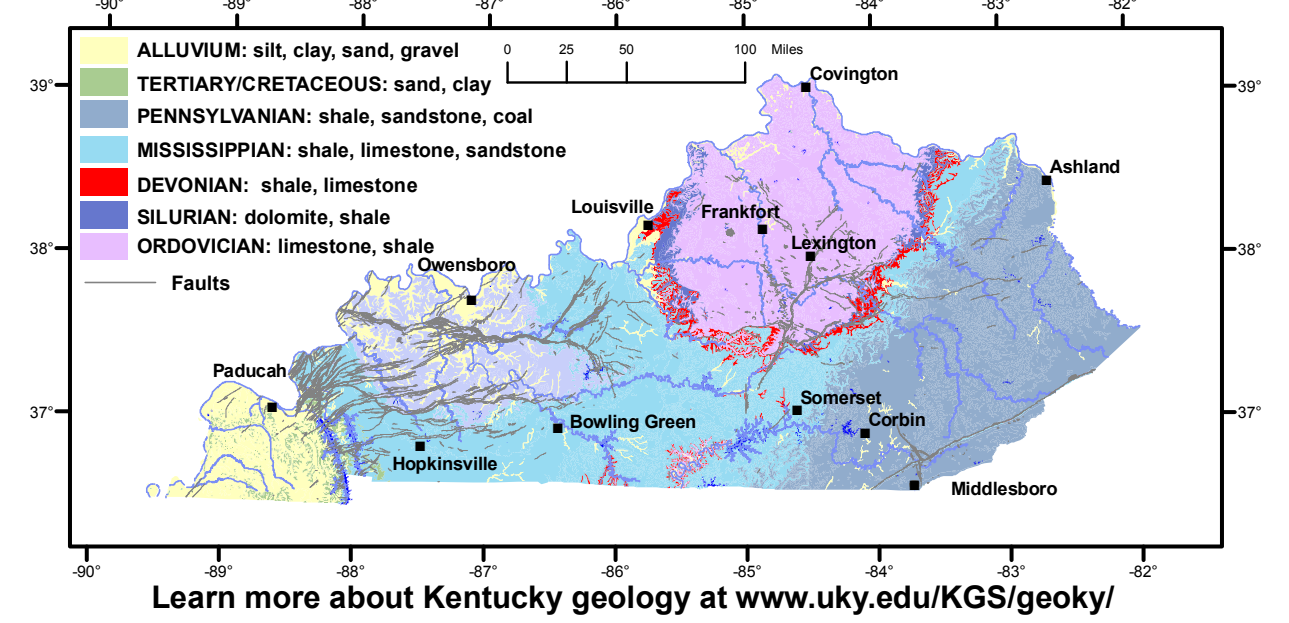 -90° -89° -88° -87° -86° -85° -84° -83° -82°
ALLUVIUM: silt, clay, sand, gravel
TERTIARY/CRETACEOUS: sand, clay
PENNSYLVANIAN: shale, sandstone, coal
MISSISSIPPIAN: shale, limestone, sandstone
DEVONIAN: shale, limestone
SILURIAN: dolomite, shale
ORDOVICIAN: limestone, shale
Faults
0 25 50 100 Miles
39° 39°
38° 38°
37° 37°
Covington
Ashland
Louisville
Frankfort
Lexington
Owensboro
Paducah
Somerset
Corbin
Bowling Green
Hopkinsville
Middlesboro
-90° -89° -88° -87° -86° -85° -84° -83° -82°
Learn more about Kentucky geology at www.uky.edu/KGS/geoky/